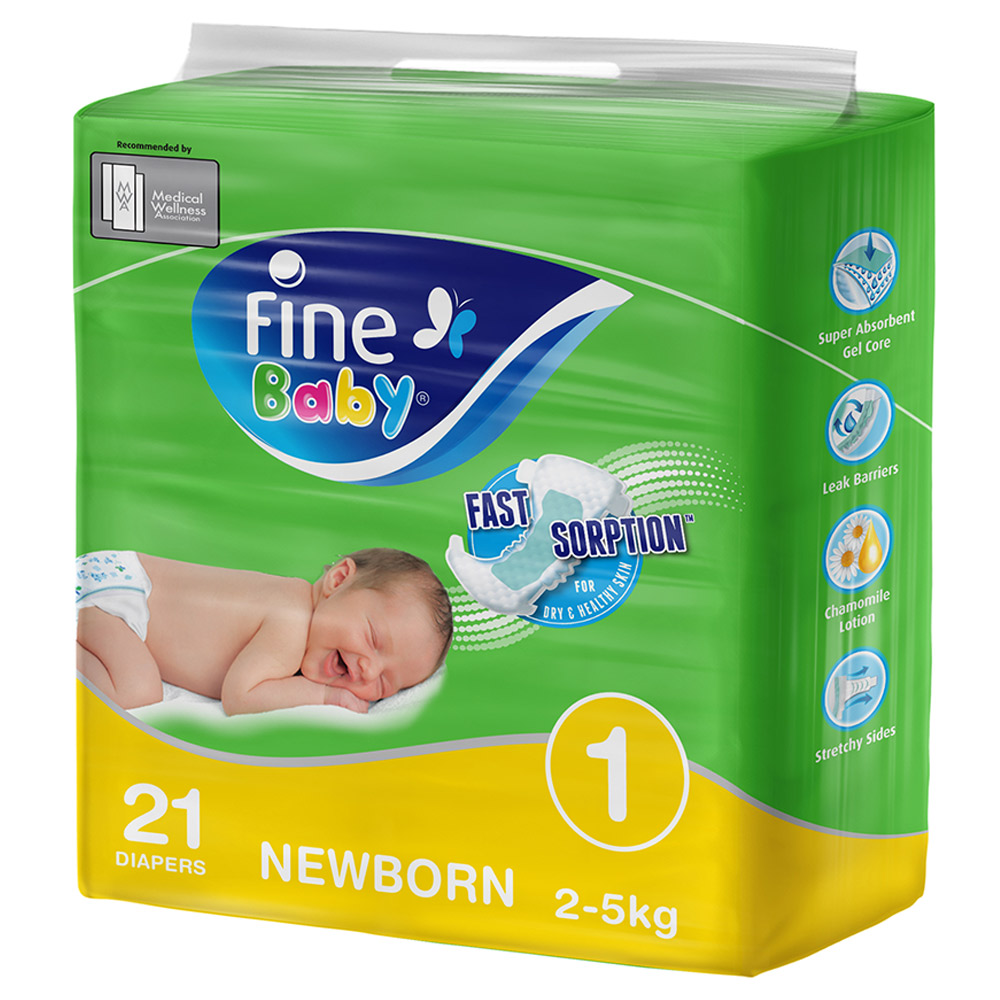 Recommended by
MWA
Medical
Wellness
Association
Fine
Baby®
FAST
SORPTION™
FOR
DRY & HEALTHY SKIN
1
21
DIAPERS
NEWBORN
2-5kg
Super Absorbent
Gel Core
Leak Barriers
Chamomile
Lotion
Stretchy Sides